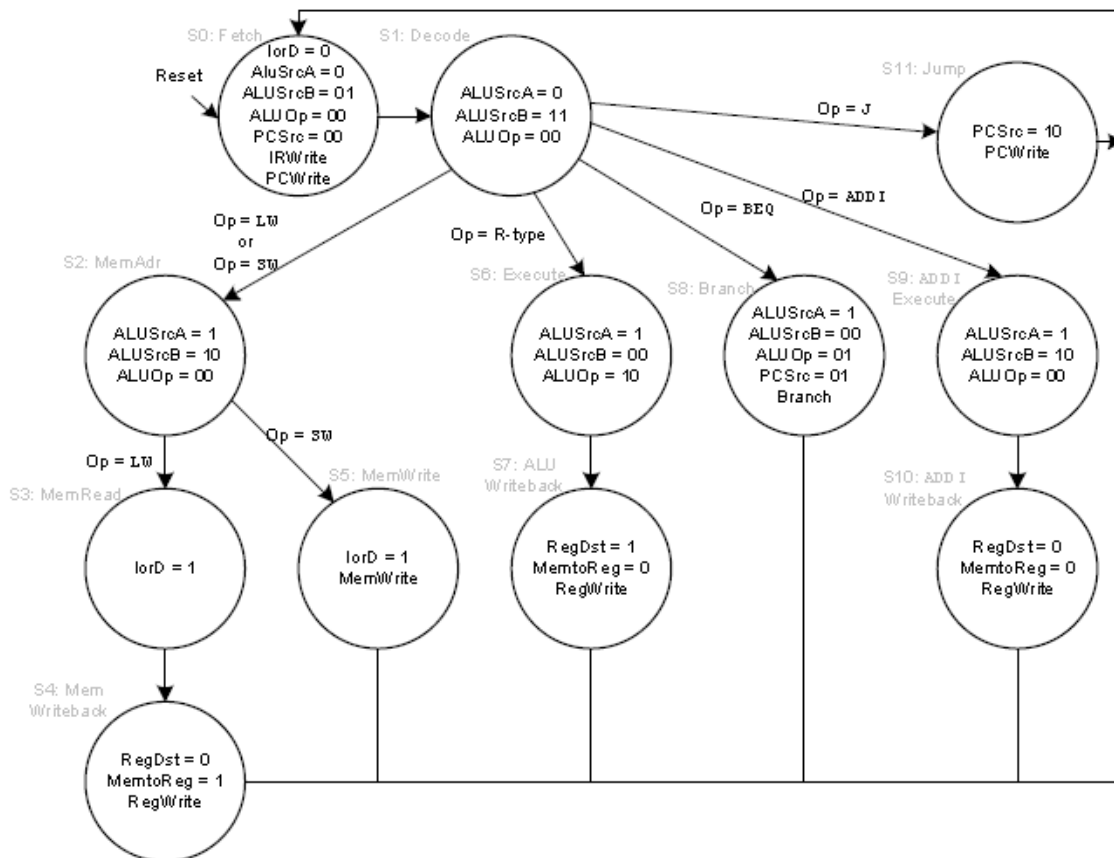 S0: Fetch
IorD = 0
AluSrcA = 0
ALUSrcB = 01
ALUOp = 00
PCSrc = 00
IRWrite
PCWrite
Reset
S1: Decode
ALUSrcA = 0
ALUSrcB = 11
ALUOp = 00
S11: Jump
Op = J
PCSrc = 10
PCWrite
Op = LW
or
Op = SW
Op = R-type
Op = BEQ
Op = ADDI
S2: MemAdr
ALUSrcA = 1
ALUSrcB = 10
ALUOp = 00
S6: Execute
ALUSrcA = 1
ALUSrcB = 00
ALUOp = 10
S8: Branch
ALUSrcA = 1
ALUSrcB = 00
ALUOp = 01
PCSrc = 01
Branch
S9: ADDI
Execute
ALUSrcA = 1
ALUSrcB = 10
ALUOp = 00
Op = LW
Op = SW
S3: MemRead
IorD = 1
S5: MemWrite
IorD = 1
MemWrite
S7: ALU
Writeback
RegDst = 1
MemtoReg = 0
RegWrite
S10: ADDI
Writeback
RegDst = 0
MemtoReg = 0
RegWrite
S4: Mem
Writeback
RegDst = 0
MemtoReg = 1
RegWrite